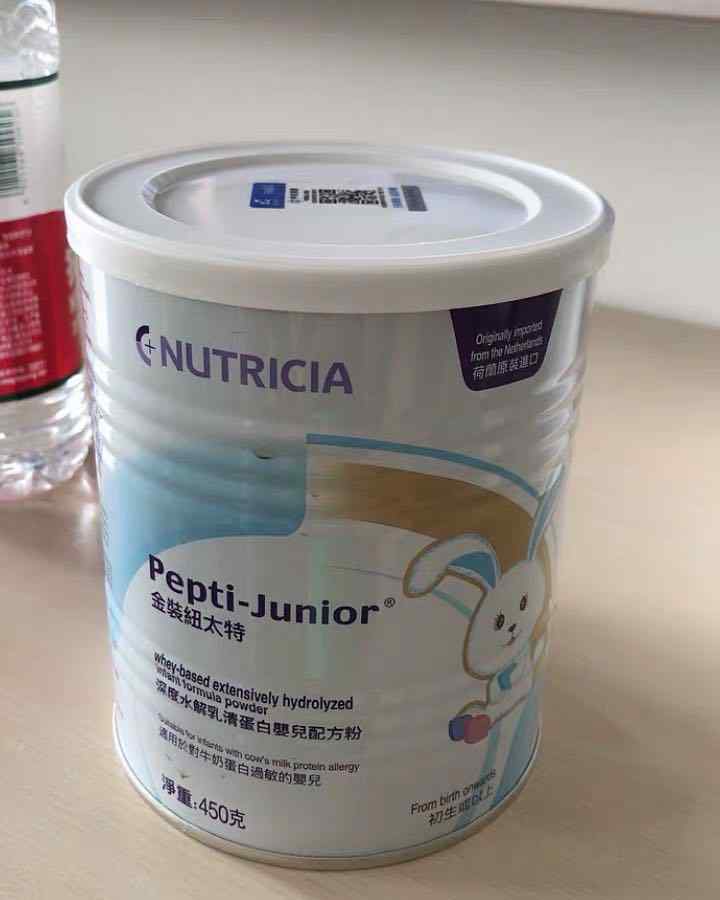 NUTRICIA
Originally imported
from the Netherlands
荷蘭原裝進口
Pepti-Junior®
金裝紐太特
whey-based extensively hydrolyzed
infant formula powder
深度水解乳清蛋白嬰兒配方粉
Suitable for infants with cow's milk protein allergy
適用於對牛奶蛋白過敏的嬰兒
淨重:450克
From birth onwards
初生或以上